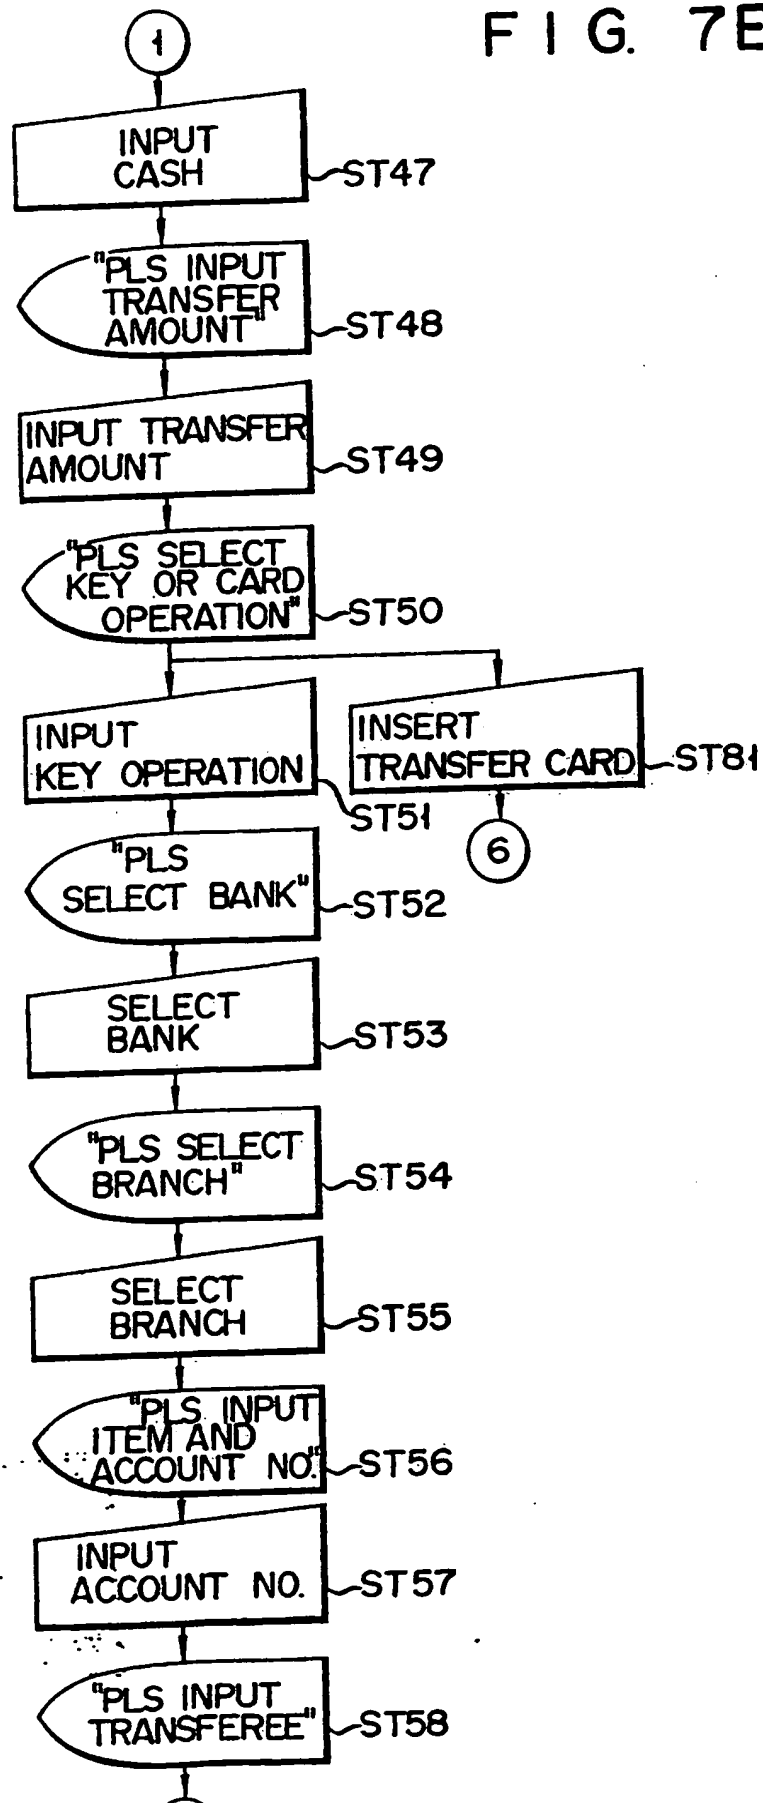 FIG. 7B
1
INPUT
CASH
ST47
"PLS INPUT
TRANSFER
AMOUNT"
ST48
INPUT TRANSFER
AMOUNT
ST49
"PLS SELECT
KEY OR CARD
OPERATION"
ST50
INPUT
KEY OPERATION
ST51
INSERT
TRANSFER CARD
ST81
6
"PLS
SELECT BANK"
ST52
SELECT
BANK
ST53
"PLS SELECT
BRANCH"
ST54
SELECT
BRANCH
ST55
"PLS INPUT
ITEM AND
ACCOUNT NO."
ST56
INPUT
ACCOUNT NO.
ST57
"PLS INPUT
TRANSFEREE"
ST58